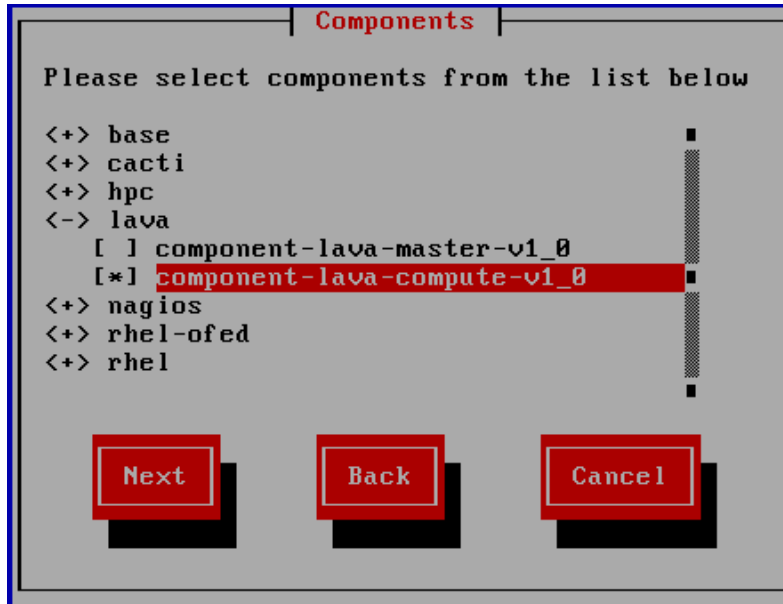 Components
Please select components from the list below
<+> base
<+> cacti
<+> hpc
<-> lava
[ ] component-lava-master-v1_0
[*] component-lava-compute-v1_0
<+> nagios
<+> rhel-ofed
<+> rhel
Next Back Cancel